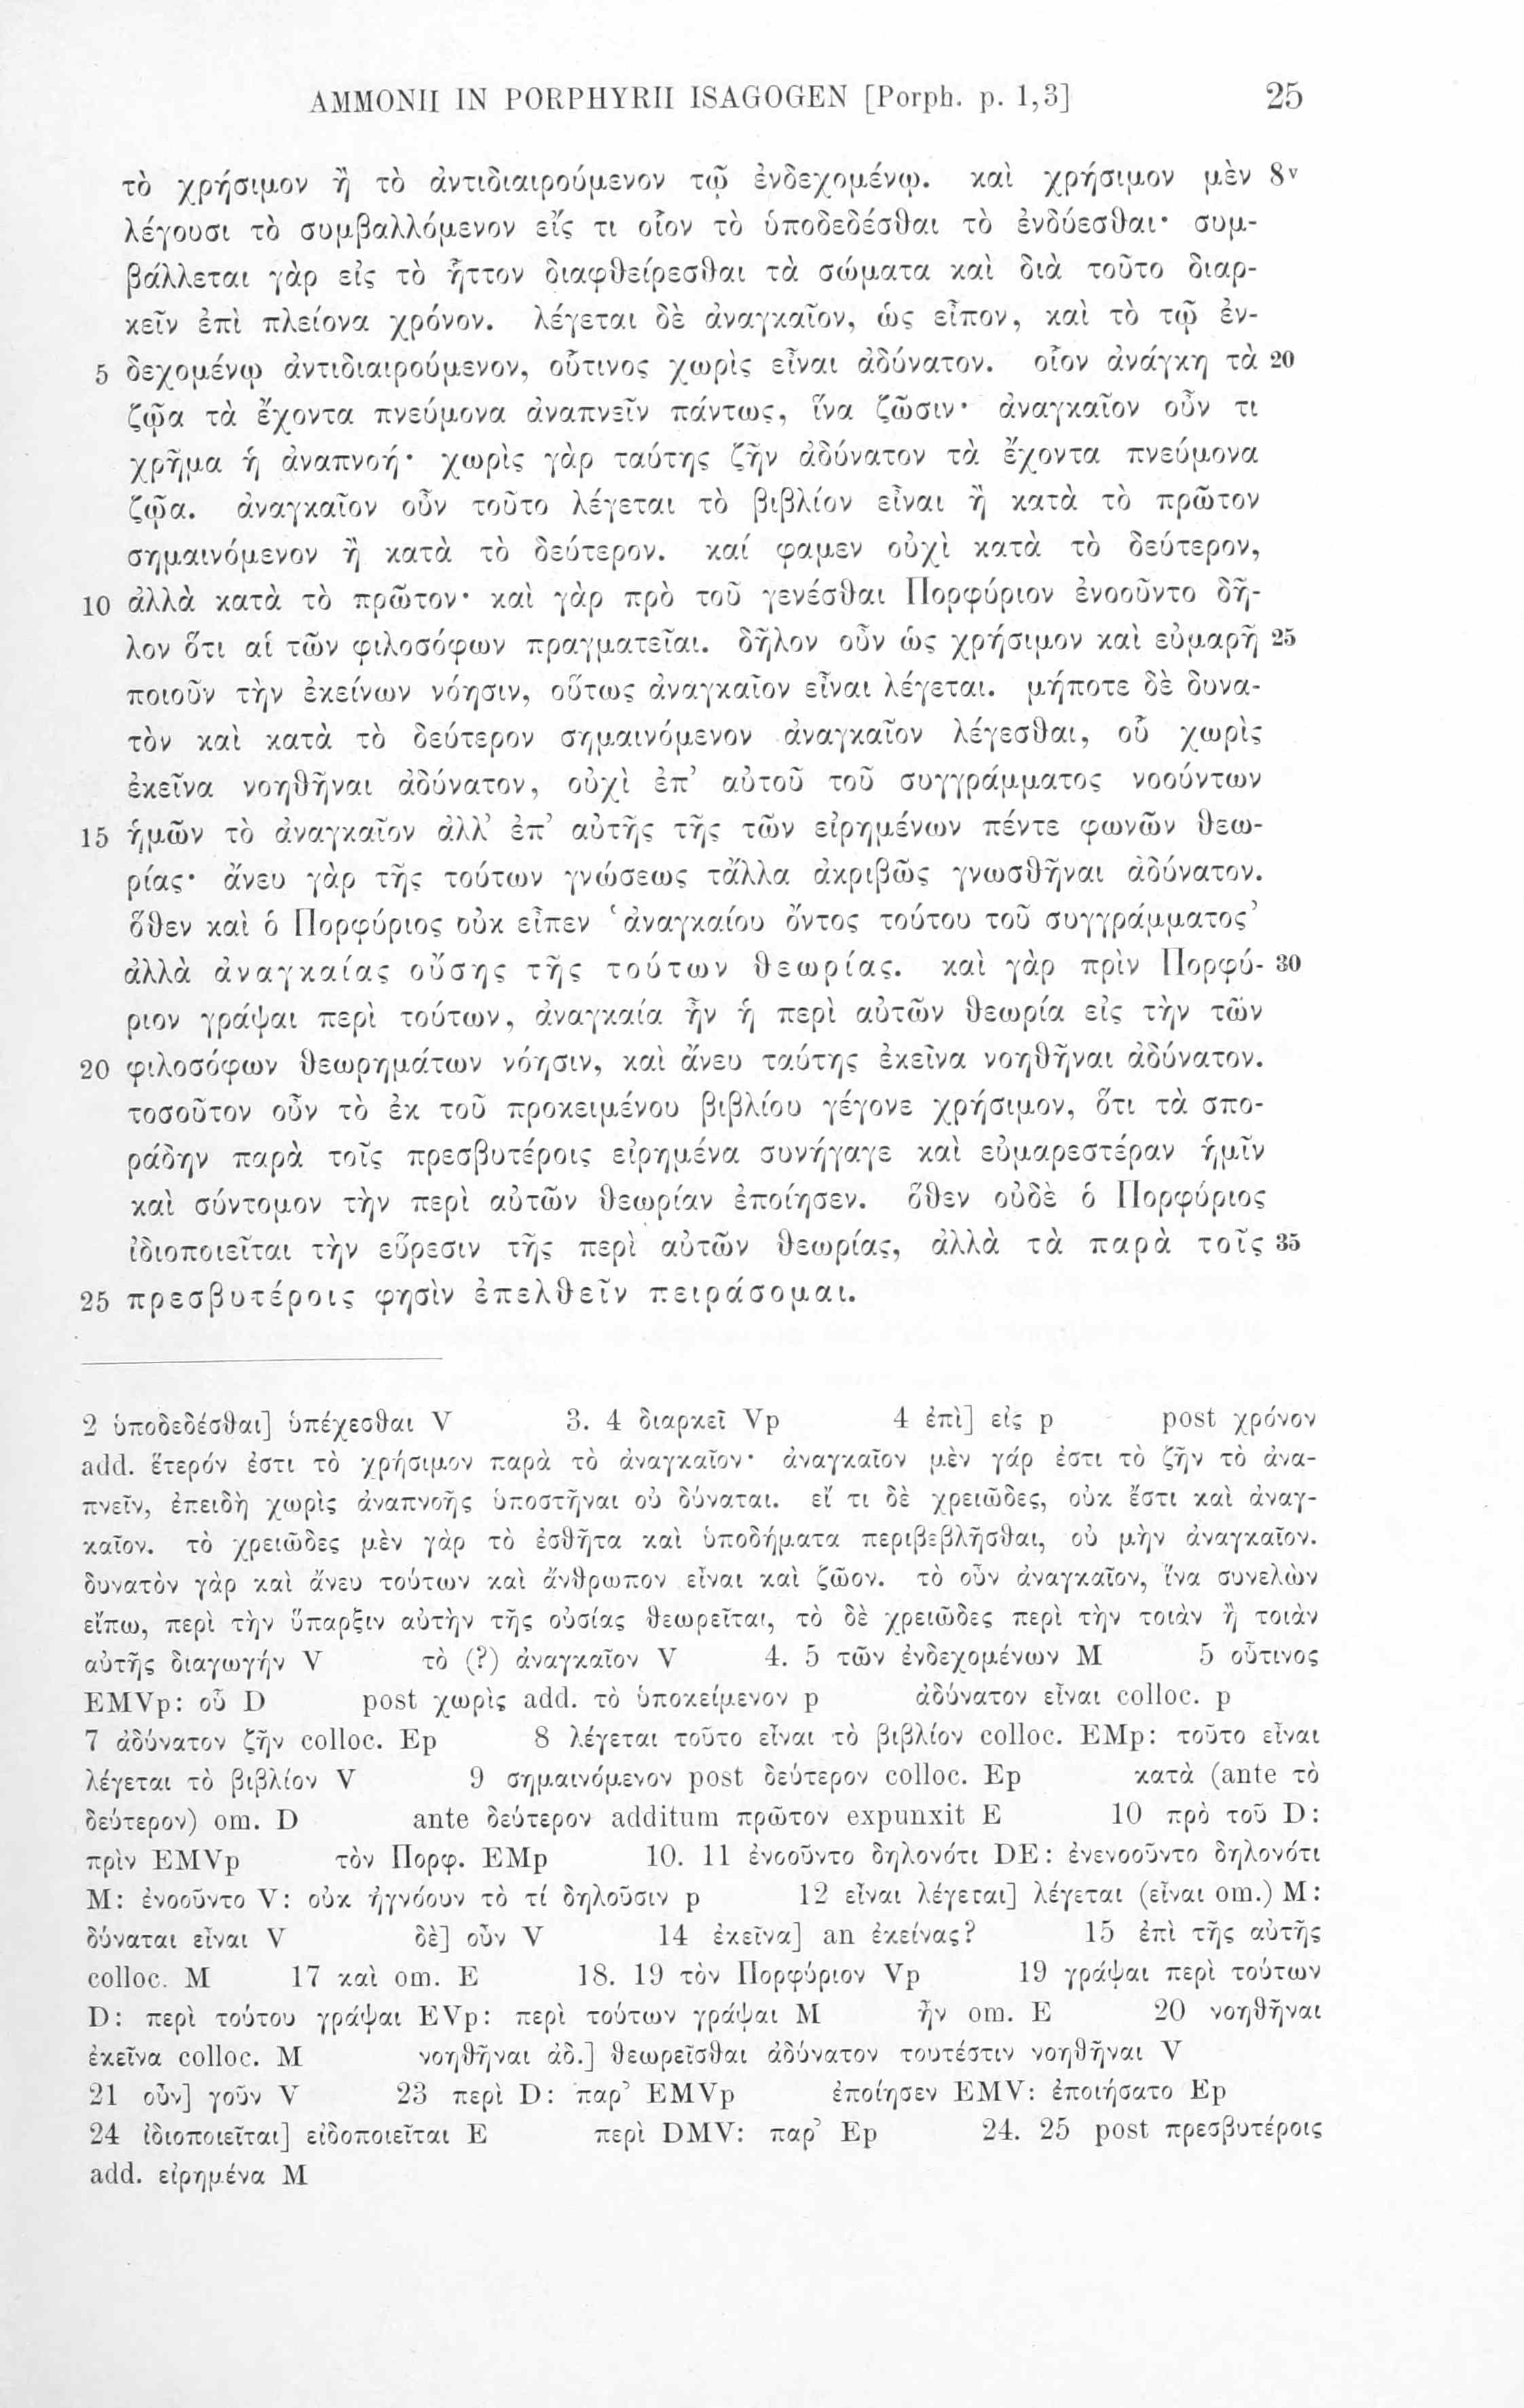 AMMONII IN PORPHYRII ISAGOGEN [Porph. p. 1,3] 25
τὸ χρήσιμον ἢ τὸ ἀντιδιαιρούμενον τῷ ἐνδεχομένῳ. καὶ χρήσιμον μὲν 8ᵛ
λέγουσι τὸ συμβαλλόμενον εἴς τι οἷον τὸ ὑποδεδέσθαι τὸ ἐνδύεσθαι· συμ-
βάλλεται γὰρ εἰς τὸ ἧττον διαφθείρεσθαι τὰ σώματα καὶ διὰ τοῦτο διαρ-
κεῖν ἐπὶ πλείονα χρόνον. λέγεται δὲ ἀναγκαῖον, ὡς εἶπον, καὶ τὸ τῷ ἐν-
5 δεχομένῳ ἀντιδιαιρούμενον, οὗτινος χωρὶς εἶναι ἀδύνατον. οἷον ἀνάγκη τὰ 20
ζῷα τὰ ἔχοντα πνεύμονα ἀναπνεῖν πάντως, ἵνα ζῶσιν· ἀναγκαῖον οὖν τι
χρῆμα ἡ ἀναπνοή· χωρὶς γὰρ ταύτης ζῆν ἀδύνατον τὰ ἔχοντα πνεύμονα
ζῷα. ἀναγκαῖον οὖν τοῦτο λέγεται τὸ βιβλίον εἶναι ἢ κατὰ τὸ πρῶτον
σημαινόμενον ἢ κατὰ τὸ δεύτερον. καί φαμεν οὐχὶ κατὰ τὸ δεύτερον,
10 ἀλλὰ κατὰ τὸ πρῶτον· καὶ γὰρ πρὸ τοῦ γενέσθαι Πορφύριον ἐνοοῦντο δῆ-
λον ὅτι αἱ τῶν φιλοσόφων πραγματεῖαι. δῆλον οὖν ὡς χρήσιμον καὶ εὐμαρῆ 25
ποιοῦν τὴν ἐκείνων νόησιν, οὕτως ἀναγκαῖον εἶναι λέγεται. μήποτε δὲ δυνα-
τὸν καὶ κατὰ τὸ δεύτερον σημαινόμενον ἀναγκαῖον λέγεσθαι, οὗ χωρὶς
ἐκεῖνα νοηθῆναι ἀδύνατον, οὐχὶ ἐπ’ αὐτοῦ τοῦ συγγράμματος νοούντων
15 ἡμῶν τὸ ἀναγκαῖον ἀλλ’ ἐπ’ αὐτῆς τῆς τῶν εἰρημένων πέντε φωνῶν θεω-
ρίας· ἄνευ γὰρ τῆς τούτων γνώσεως τἄλλα ἀκριβῶς γνωσθῆναι ἀδύνατον.
ὅθεν καὶ ὁ Πορφύριος οὐκ εἶπεν ‘ἀναγκαίου ὄντος τούτου τοῦ συγγράμματος’
ἀλλὰ ἀναγκαίας οὔσης τῆς τούτων θεωρίας. καὶ γὰρ πρὶν Πορφύ- 30
ριον γράψαι περὶ τούτων, ἀναγκαία ἦν ἡ περὶ αὐτῶν θεωρία εἰς τὴν τῶν
20 φιλοσόφων θεωρημάτων νόησιν, καὶ ἄνευ ταύτης ἐκεῖνα νοηθῆναι ἀδύνατον.
τοσοῦτον οὖν τὸ ἐκ τοῦ προκειμένου βιβλίου γέγονε χρήσιμον, ὅτι τὰ σπο-
ράδην παρὰ τοῖς πρεσβυτέροις εἰρημένα συνήγαγε καὶ εὐμαρεστέραν ἡμῖν
καὶ σύντομον τὴν περὶ αὐτῶν θεωρίαν ἐποίησεν. ὅθεν οὐδὲ ὁ Πορφύριος
ἰδιοποιεῖται τὴν εὕρεσιν τῆς περὶ αὐτῶν θεωρίας, ἀλλὰ τὰ παρὰ τοῖς 35
25 πρεσβυτέροις φησὶν ἐπελθεῖν πειράσομαι.
2 ὑποδεδέσθαι] ὑπέχεσθαι V 3. 4 διαρκεῖ Vp 4 ἐπὶ] εἰς p post χρόνον
add. ἕτερόν ἐστι τὸ χρήσιμον παρὰ τὸ ἀναγκαῖον· ἀναγκαῖον μὲν γάρ ἐστι τὸ ζῆν τὸ ἀνα-
πνεῖν, ἐπειδὴ χωρὶς ἀναπνοῆς ὑποστῆναι οὐ δύναται. εἴ τι δὲ χρειῶδες, οὐκ ἔστι καὶ ἀναγ-
καῖον. τὸ χρειῶδες μὲν γὰρ τὸ ἐσθῆτα καὶ ὑποδήματα περιβεβλῆσθαι, οὐ μὴν ἀναγκαῖον.
δυνατὸν γὰρ καὶ ἄνευ τούτων καὶ ἄνθρωπον εἶναι καὶ ζῶον. τὸ οὖν ἀναγκαῖον, ἵνα συνελὼν
εἴπω, περὶ τὴν ὕπαρξιν αὐτὴν τῆς οὐσίας θεωρεῖται, τὸ δὲ χρειῶδες περὶ τὴν τοιὰν ἢ τοιὰν
αὐτῆς διαγωγήν V τὸ (?) ἀναγκαῖον V 4. 5 τῶν ἐνδεχομένων M 5 οὗτινος
EMVp: οὗ D post χωρὶς add. τὸ ὑποκείμενον p ἀδύνατον εἶναι colloc. p
7 ἀδύνατον ζῆν colloc. Ep 8 λέγεται τοῦτο εἶναι τὸ βιβλίον colloc. EMp: τοῦτο εἶναι
λέγεται τὸ βιβλίον V 9 σημαινόμενον post δεύτερον colloc. Ep κατὰ (ante τὸ
δεύτερον) om. D ante δεύτερον additum πρῶτον expunxit E 10 πρὸ τοῦ D:
πρὶν EMVp τὸν Πορφ. EMp 10. 11 ἐνοοῦντο δηλονότι DE: ἐνενοοῦντο δηλονότι
M: ἐνοοῦντο V: οὐκ ἠγνόουν τὸ τί δηλοῦσιν p 12 εἶναι λέγεται] λέγεται (εἶναι om.) M:
δύναται εἶναι V δὲ] οὖν V 14 ἐκεῖνα] an ἐκείνας? 15 ἐπὶ τῆς αὐτῆς
colloc. M 17 καὶ om. E 18. 19 τὸν Πορφύριον Vp 19 γράψαι περὶ τούτων
D: περὶ τούτου γράψαι EVp: περὶ τούτων γράψαι M ἦν om. E 20 νοηθῆναι
ἐκεῖνα colloc. M νοηθῆναι ἀδ.] θεωρεῖσθαι ἀδύνατον τουτέστιν νοηθῆναι V
21 οὖν] γοῦν V 23 περὶ D: παρ’ EMVp ἐποίησεν EMV: ἐποιήσατο Ep
24 ἰδιοποιεῖται] εἰδοποιεῖται E περὶ DMV: παρ’ Ep 24. 25 post πρεσβυτέροις
add. εἰρημένα M